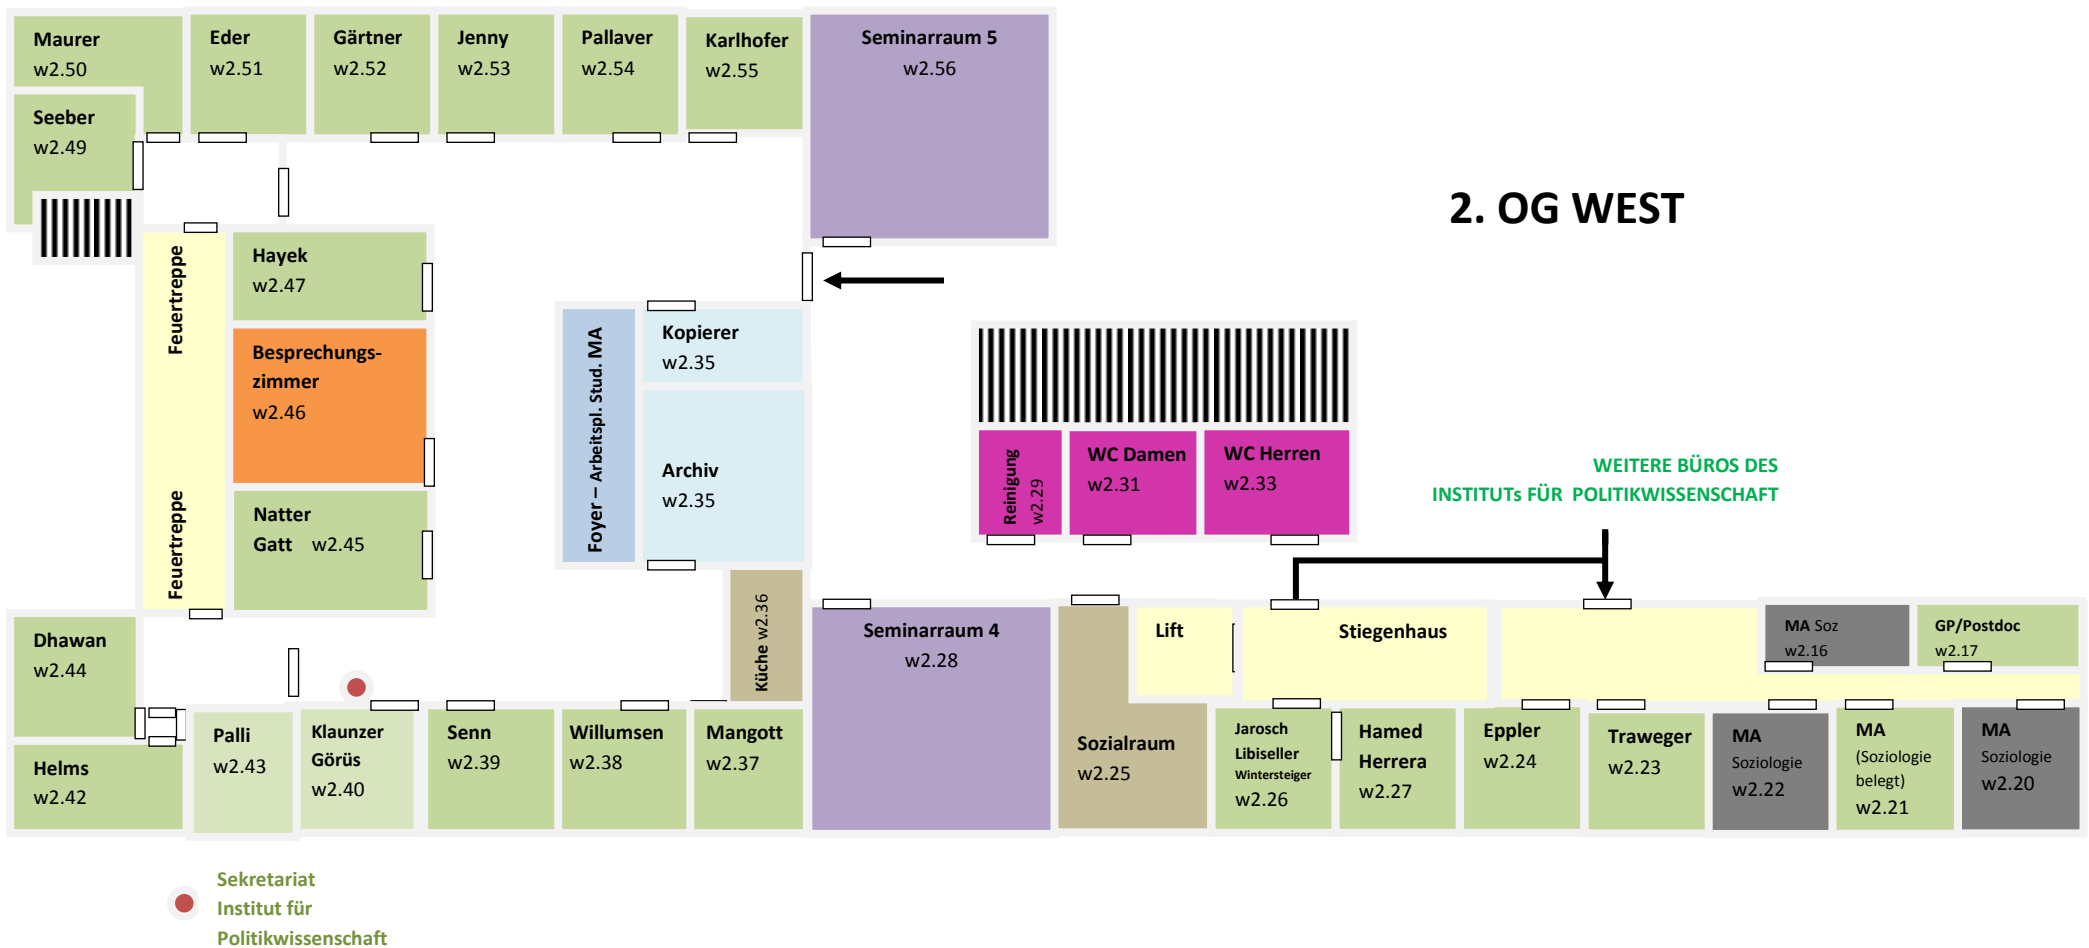 Maurer
w2.50
Eder
w2.51
Gärtner
w2.52
Jenny
w2.53
Pallaver
w2.54
Karlhofer
w2.55
Seminarraum 5
w2.56
Seeber
w2.49
2. OG WEST
Feuertreppe
Feuertreppe
Hayek
w2.47
Besprechungs-
zimmer
w2.46
Natter
Gatt w2.45
Foyer – Arbeitspl. Stud. MA
Kopierer
w2.35
Archiv
w2.35
Reinigung
w2.29
WC Damen
w2.31
WC Herren
w2.33
WEITERE BÜROS DES
INSTITUTs FÜR POLITIKWISSENSCHAFT
Dhawan
w2.44
Helms
w2.42
Palli
w2.43
Klaunzer
Görüs
w2.40
Senn
w2.39
Willumsen
w2.38
Mangott
w2.37
Küche w2.36
Seminarraum 4
w2.28
Sozialraum
w2.25
Lift
Stiegenhaus
MA Soz
w2.16
GP/Postdoc
w2.17
Jarosch
Libiseller
Wintersteiger
w2.26
Hamed
Herrera
w2.27
Eppler
w2.24
Traweger
w2.23
MA
Soziologie
w2.22
MA
(Soziologie
belegt)
w2.21
MA
Soziologie
w2.20
Sekretariat
Institut für
Politikwissenschaft